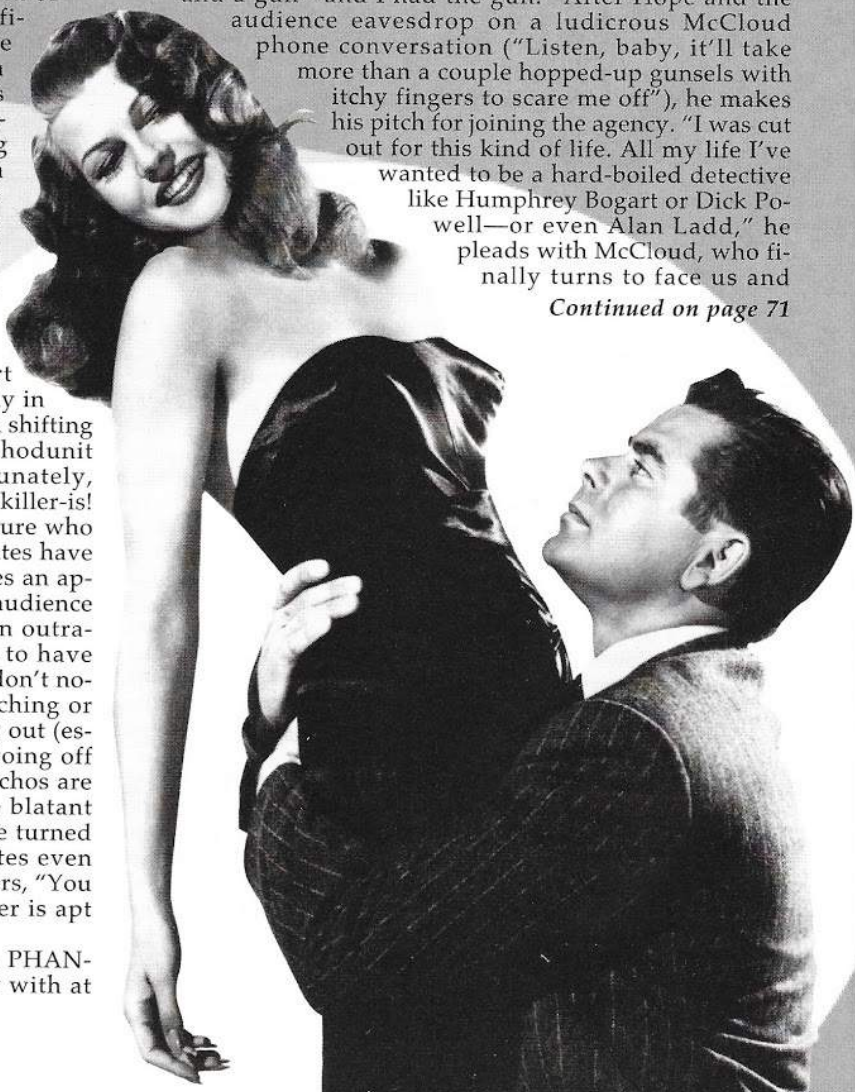 fi-
e
s
-
g
t
y in
shifting
hodunit
unately,
killer-is!
ure who
tes have
es an ap-
audience
n outra-
to have
lon't no-
ching or
out (es-
oing off
chos are
blatant
e turned
tes even
rs, "You
er is apt
PHAN-
with at
and a gun—and I had the gun." After Hope and the
audience eavesdrop on a ludicrous McCloud
phone conversation ("Listen, baby, it'll take
more than a couple hopped-up gunsels with
itchy fingers to scare me off"), he makes
his pitch for joining the agency. "I was cut
out for this kind of life. All my life I've
wanted to be a hard-boiled detective
like Humphrey Bogart or Dick Po-
well—or even Alan Ladd," he
pleads with McCloud, who fi-
nally turns to face us and
Continued on page 71